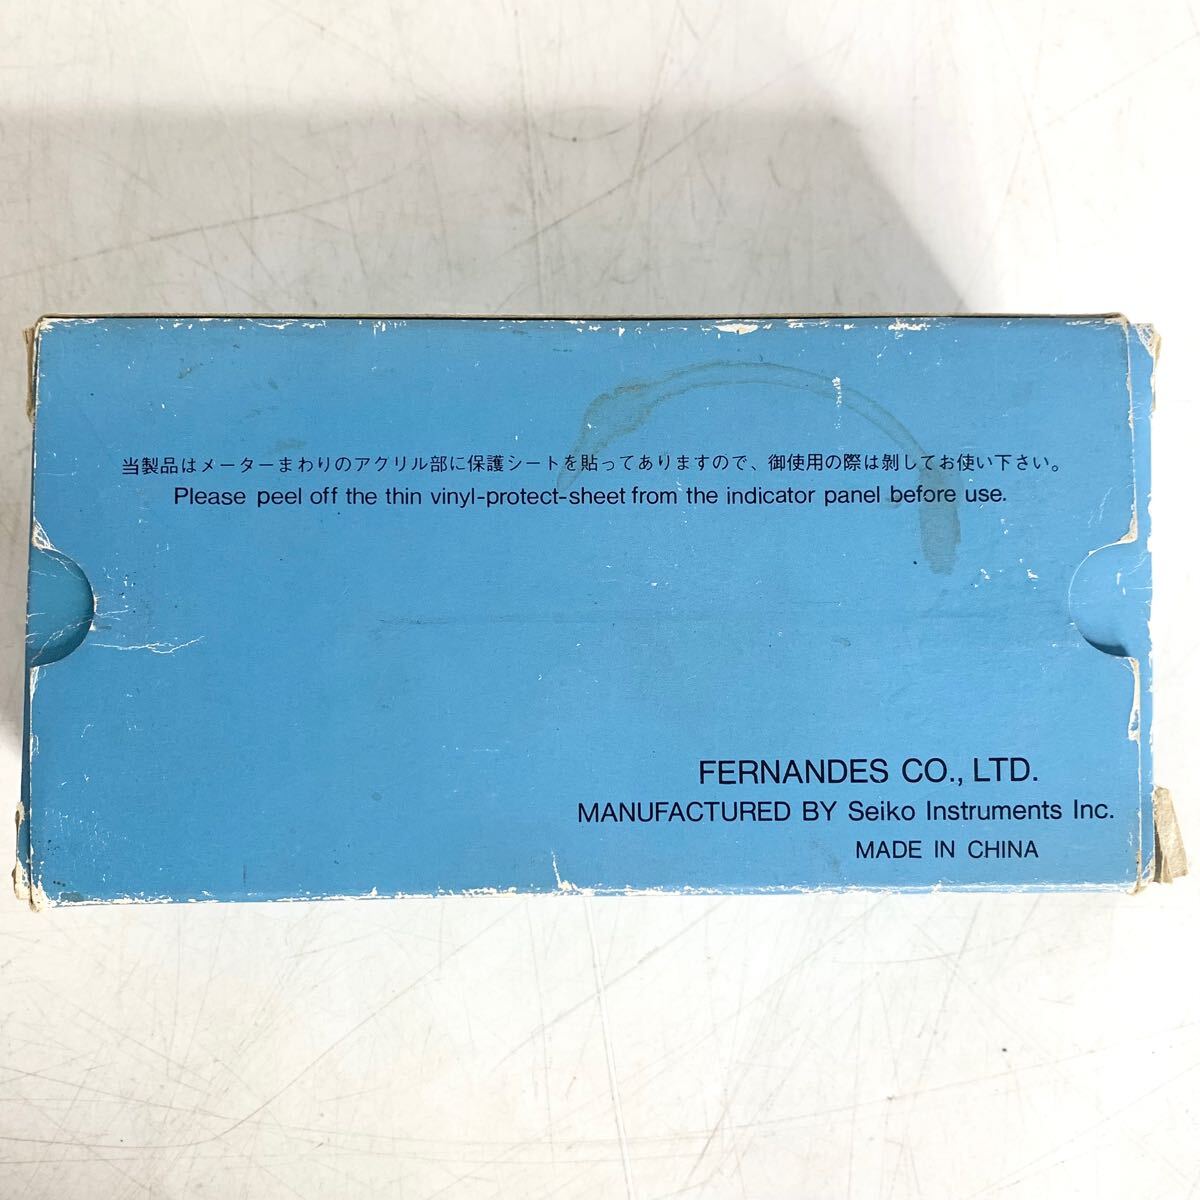 当製品はメーターまわりのアクリル部に保護シートを貼ってありますので、御使用の際は剝してお使い下さい。
Please peel off the thin vinyl-protect-sheet from the indicator panel before use.
FERNANDES CO., LTD.
MANUFACTURED BY Seiko Instruments Inc.
MADE IN CHINA